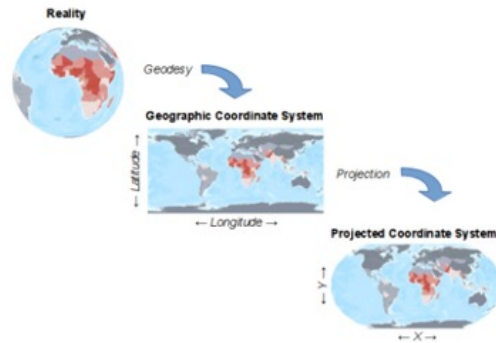 Reality
Geodesy
Geographic Coordinate System
← Latitude →
Projection
← Longitude →
Projected Coordinate System
← Y →
← X →